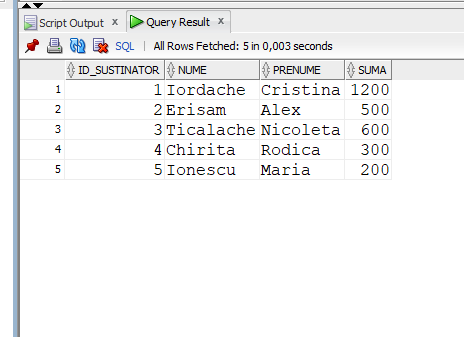 Script Output x Query Result x
SQL | All Rows Fetched: 5 in 0,003 seconds
ID_SUSTINATOR NUME PRENUME SUMA
1 1 Iordache Cristina 1200
2 2 Erisam Alex 500
3 3 Ticalache Nicoleta 600
4 4 Chirita Rodica 300
5 5 Ionescu Maria 200